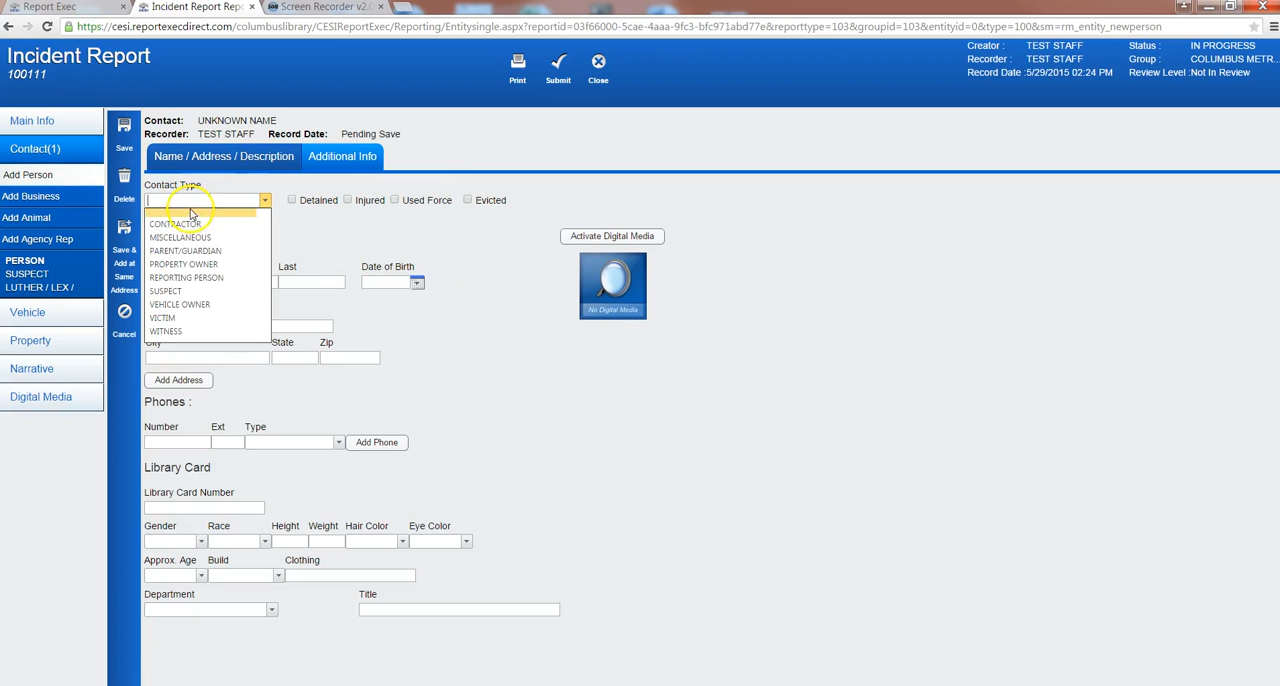 Report Exec
Incident Report Rep
Screen Recorder v2.
https://cesi.reportexecdirect.com/columbuslibrary/CESIReportExec/Reporting/Entitysingle.aspx?reportid=03f66000-5cae-4aaa-9fc3-bfc971abd77e&reporttype=103&groupid=103&entityid=0&type=100&sm=rm_entity_newperson
Incident Report
100111
Print
Submit
Close
Creator : TEST STAFF
Recorder : TEST STAFF
Record Date :5/29/2015 02:24 PM
Status : IN PROGRESS
Group : COLUMBUS METR...
Review Level :Not In Review
Main Info
Contact(1)
Add Person
Add Business
Add Animal
Add Agency Rep
PERSON
SUSPECT
LUTHER / LEX /
Vehicle
Property
Narrative
Digital Media
Save
Delete
Save &
Add at
Same
Address
Cancel
Contact: UNKNOWN NAME
Recorder: TEST STAFF Record Date: Pending Save
Name / Address / Description
Additional Info
Contact Type
Detained Injured Used Force Evicted
CONTRACTOR
MISCELLANEOUS
PARENT/GUARDIAN
PROPERTY OWNER
REPORTING PERSON
SUSPECT
VEHICLE OWNER
VICTIM
WITNESS
Activate Digital Media
No Digital Media
Last Date of Birth
City State Zip
Add Address
Phones :
Number Ext Type
Add Phone
Library Card
Library Card Number
Gender Race Height Weight Hair Color Eye Color
Approx. Age Build Clothing
Department Title